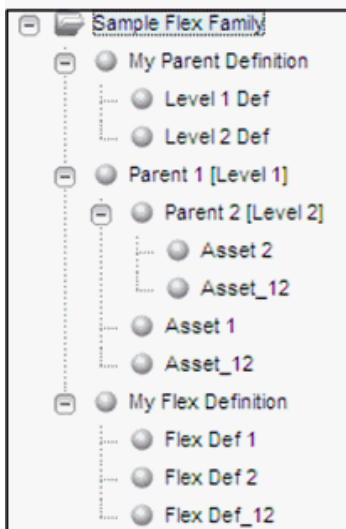 Sample Flex Family
My Parent Definition
Level 1 Def
Level 2 Def
Parent 1 [Level 1]
Parent 2 [Level 2]
Asset 2
Asset_12
Asset 1
Asset_12
My Flex Definition
Flex Def 1
Flex Def 2
Flex Def_12